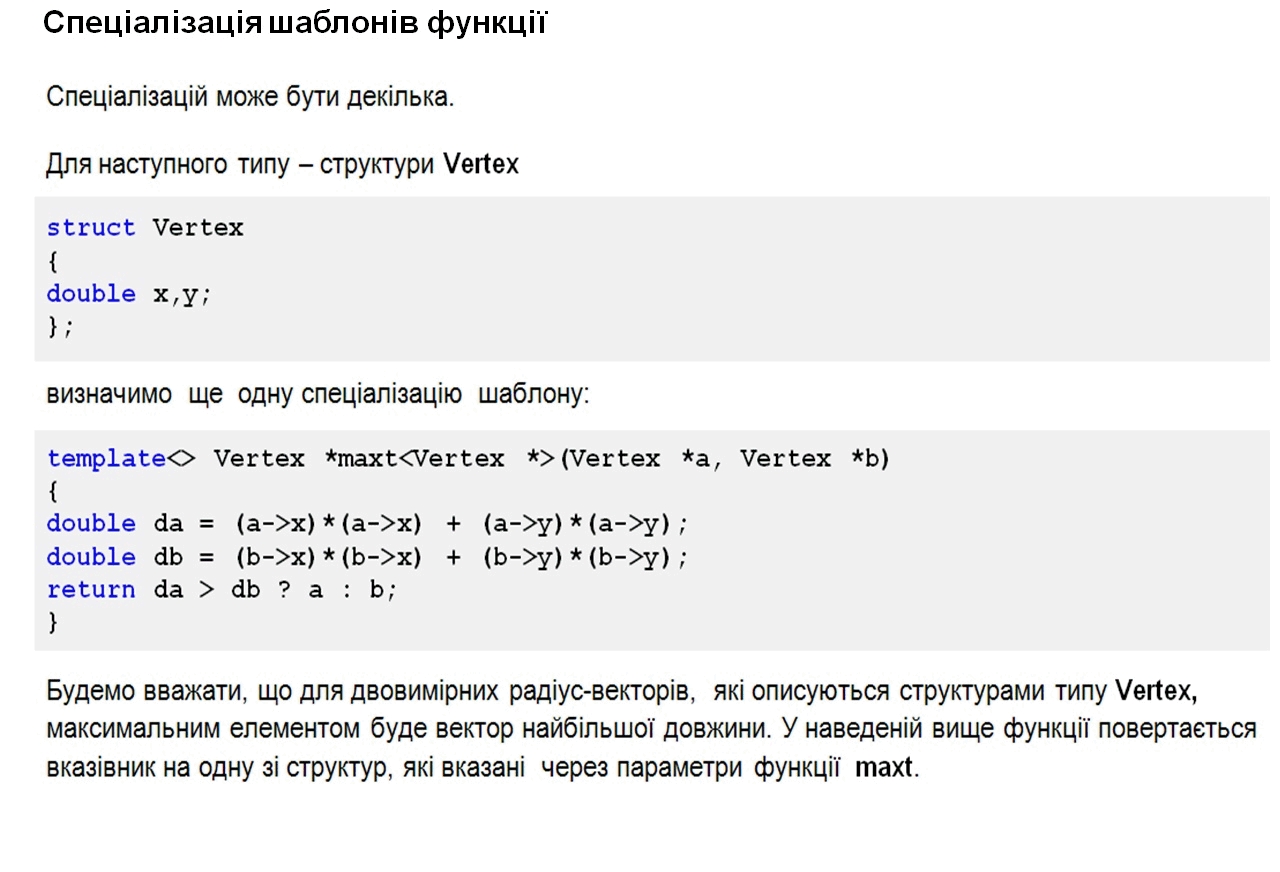 Спеціалізація шаблонів функції
Спеціалізацій може бути декілька.
Для наступного типу – структури Vertex
struct Vertex
{
double x,y;
};
визначимо ще одну спеціалізацію шаблону:
template<> Vertex *maxt<Vertex *>(Vertex *a, Vertex *b)
{
double da = (a->x)*(a->x) + (a->y)*(a->y);
double db = (b->x)*(b->x) + (b->y)*(b->y);
return da > db ? a : b;
}
Будемо вважати, що для двовимірних радіус-векторів, які описуються структурами типу Vertex,
максимальним елементом буде вектор найбільшої довжини. У наведеній вище функції повертається
вказівник на одну зі структур, які вказані через параметри функції maxt.